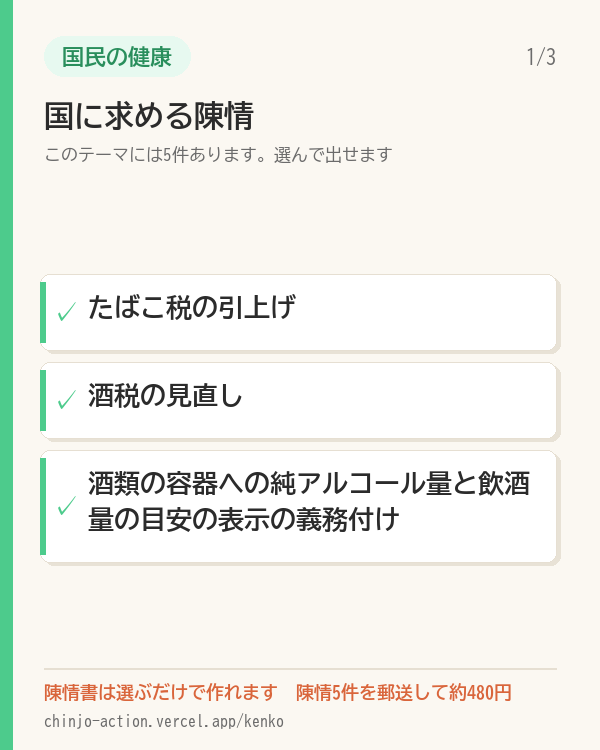 国民の健康
1/3
国に求める陳情
このテーマには5件あります。選んで出せます
✓ たばこ税の引上げ
✓ 酒税の見直し
✓ 酒類の容器への純アルコール量と飲酒
量の目安の表示の義務付け
陳情書は選ぶだけで作れます　陳情5件を郵送して約480円
chinjo-action.vercel.app/kenko